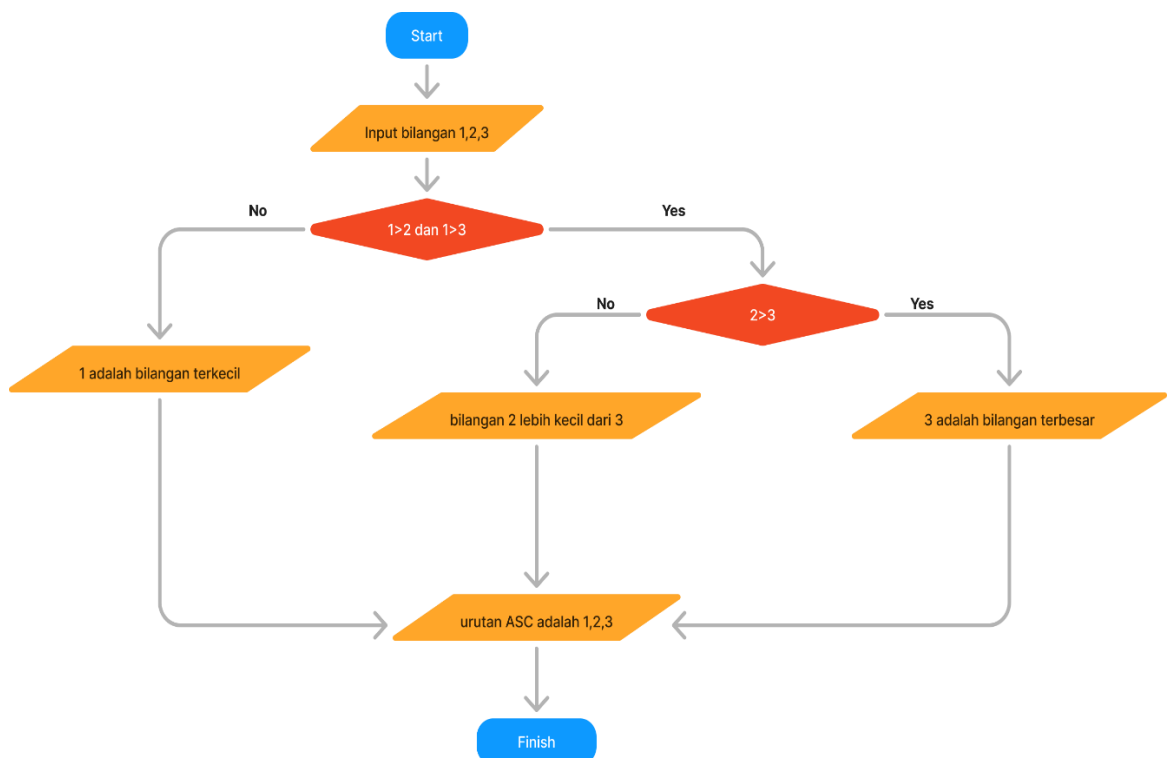 Start
Input bilangan 1,2,3
No
1>2 dan 1>3
Yes
No
2>3
Yes
1 adalah bilangan terkecil
bilangan 2 lebih kecil dari 3
3 adalah bilangan terbesar
urutan ASC adalah 1,2,3
Finish